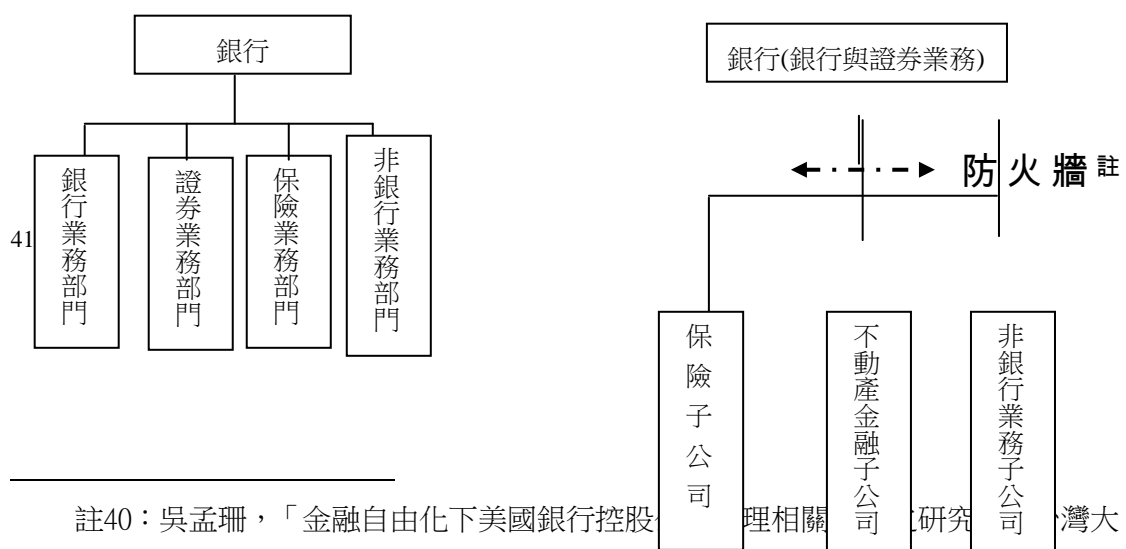 銀行
銀行業務部門
證券業務部門
保險業務部門
非銀行業務部門
銀行(銀行與證券業務)
防火牆註
41
保險子公司
不動產金融子公司
非銀行業務子公司
註40：吳孟珊，「金融自由化下美國銀行控股 理相關 研究 灣大